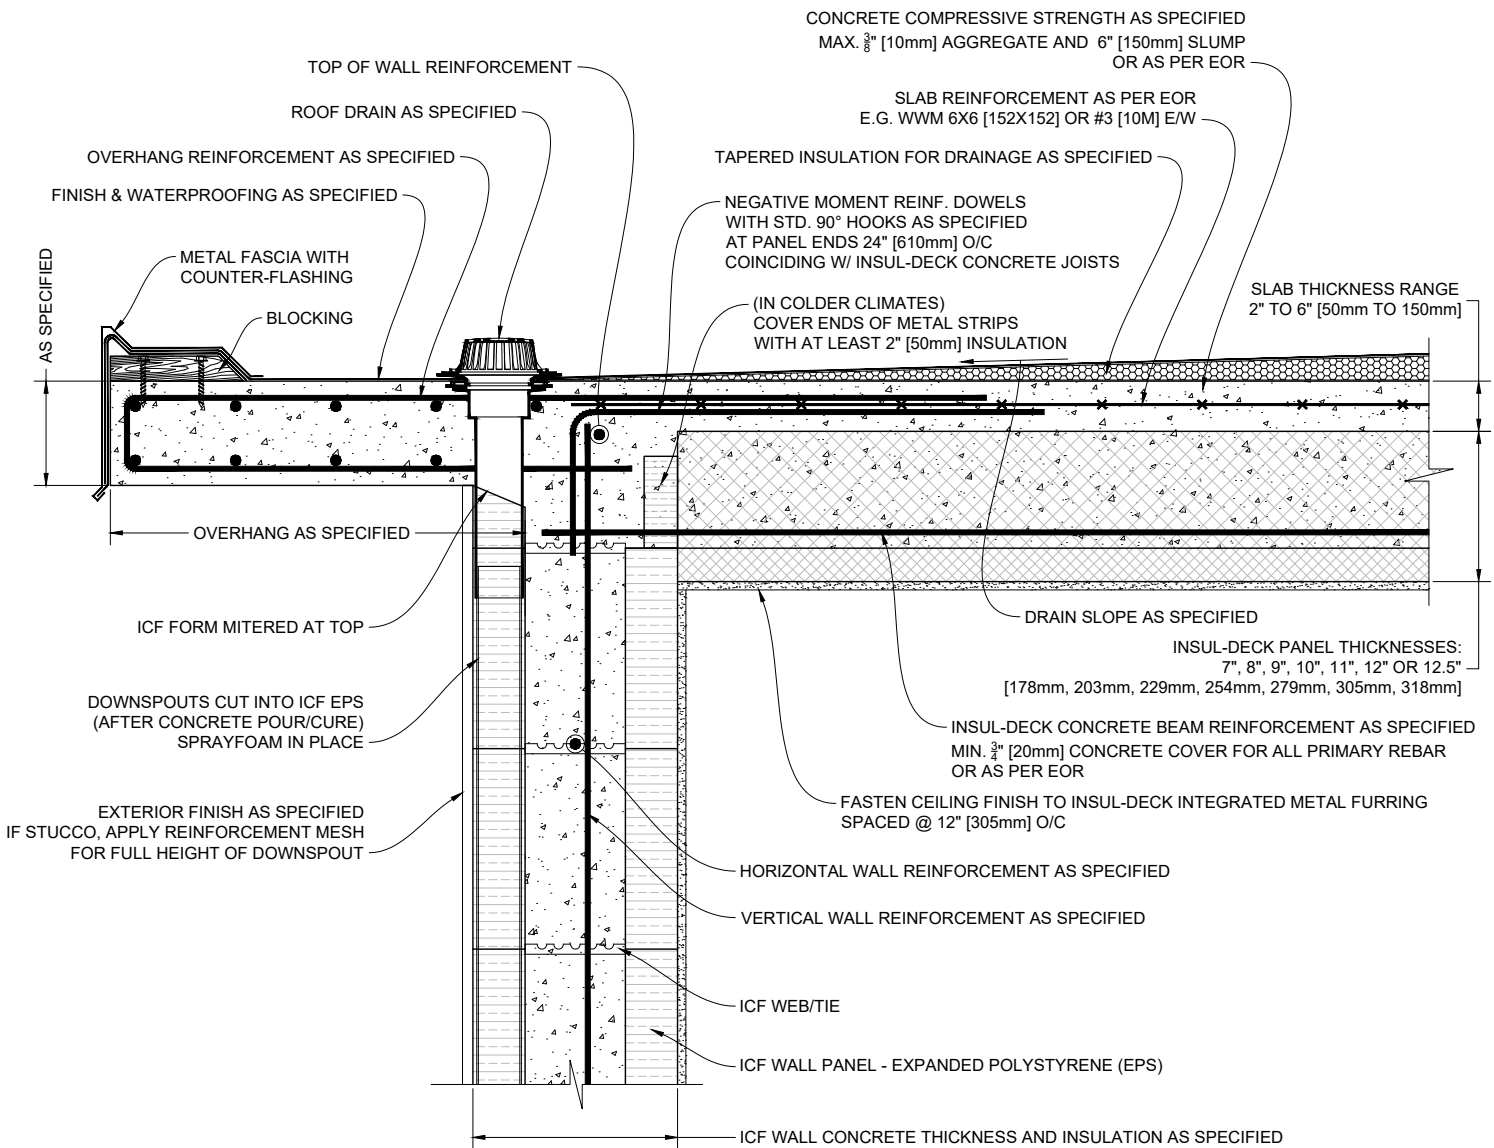 CONCRETE COMPRESSIVE STRENGTH AS SPECIFIED
MAX. 3/8" [10mm] AGGREGATE AND 6" [150mm] SLUMP
OR AS PER EOR
TOP OF WALL REINFORCEMENT
SLAB REINFORCEMENT AS PER EOR
E.G. WWM 6X6 [152X152] OR #3 [10M] E/W
ROOF DRAIN AS SPECIFIED
OVERHANG REINFORCEMENT AS SPECIFIED
TAPERED INSULATION FOR DRAINAGE AS SPECIFIED
FINISH & WATERPROOFING AS SPECIFIED
NEGATIVE MOMENT REINF. DOWELS
WITH STD. 90° HOOKS AS SPECIFIED
AT PANEL ENDS 24" [610mm] O/C
COINCIDING W/ INSUL-DECK CONCRETE JOISTS
METAL FASCIA WITH
COUNTER-FLASHING
AS SPECIFIED
BLOCKING
(IN COLDER CLIMATES)
COVER ENDS OF METAL STRIPS
WITH AT LEAST 2" [50mm] INSULATION
SLAB THICKNESS RANGE
2" TO 6" [50mm TO 150mm]
OVERHANG AS SPECIFIED
ICF FORM MITERED AT TOP
DRAIN SLOPE AS SPECIFIED
INSUL-DECK PANEL THICKNESSES:
7", 8", 9", 10", 11", 12" OR 12.5"
[178mm, 203mm, 229mm, 254mm, 279mm, 305mm, 318mm]
DOWNSPOUTS CUT INTO ICF EPS
(AFTER CONCRETE POUR/CURE)
SPRAYFOAM IN PLACE
INSUL-DECK CONCRETE BEAM REINFORCEMENT AS SPECIFIED
MIN. 3/4" [20mm] CONCRETE COVER FOR ALL PRIMARY REBAR
OR AS PER EOR
EXTERIOR FINISH AS SPECIFIED
IF STUCCO, APPLY REINFORCEMENT MESH
FOR FULL HEIGHT OF DOWNSPOUT
FASTEN CEILING FINISH TO INSUL-DECK INTEGRATED METAL FURRING
SPACED @ 12" [305mm] O/C
HORIZONTAL WALL REINFORCEMENT AS SPECIFIED
VERTICAL WALL REINFORCEMENT AS SPECIFIED
ICF WEB/TIE
ICF WALL PANEL - EXPANDED POLYSTYRENE (EPS)
ICF WALL CONCRETE THICKNESS AND INSULATION AS SPECIFIED